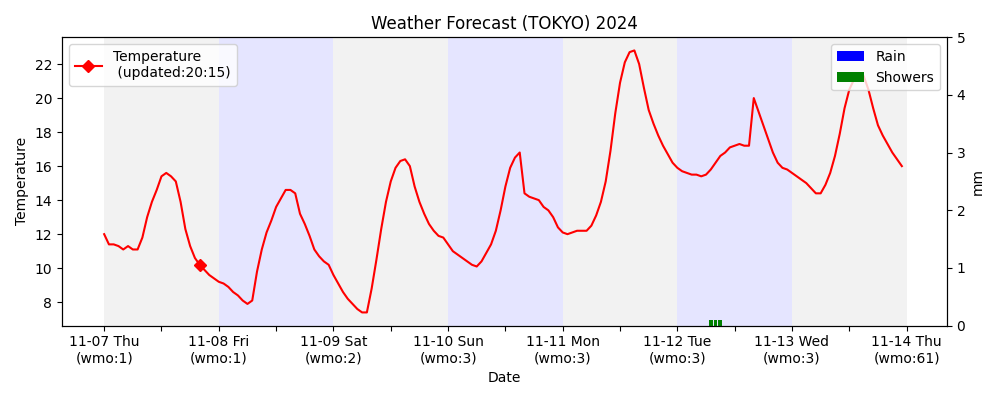 Weather Forecast (TOKYO) 2024
Temperature
(updated:20:15)
Rain
Showers
Temperature
22
20
18
16
14
12
10
8
5
4
3
2
1
0
mm
11-07 Thu
(wmo:1)
11-08 Fri
(wmo:1)
11-09 Sat
(wmo:2)
11-10 Sun
(wmo:3)
11-11 Mon
(wmo:3)
11-12 Tue
(wmo:3)
11-13 Wed
(wmo:3)
11-14 Thu
(wmo:61)
Date